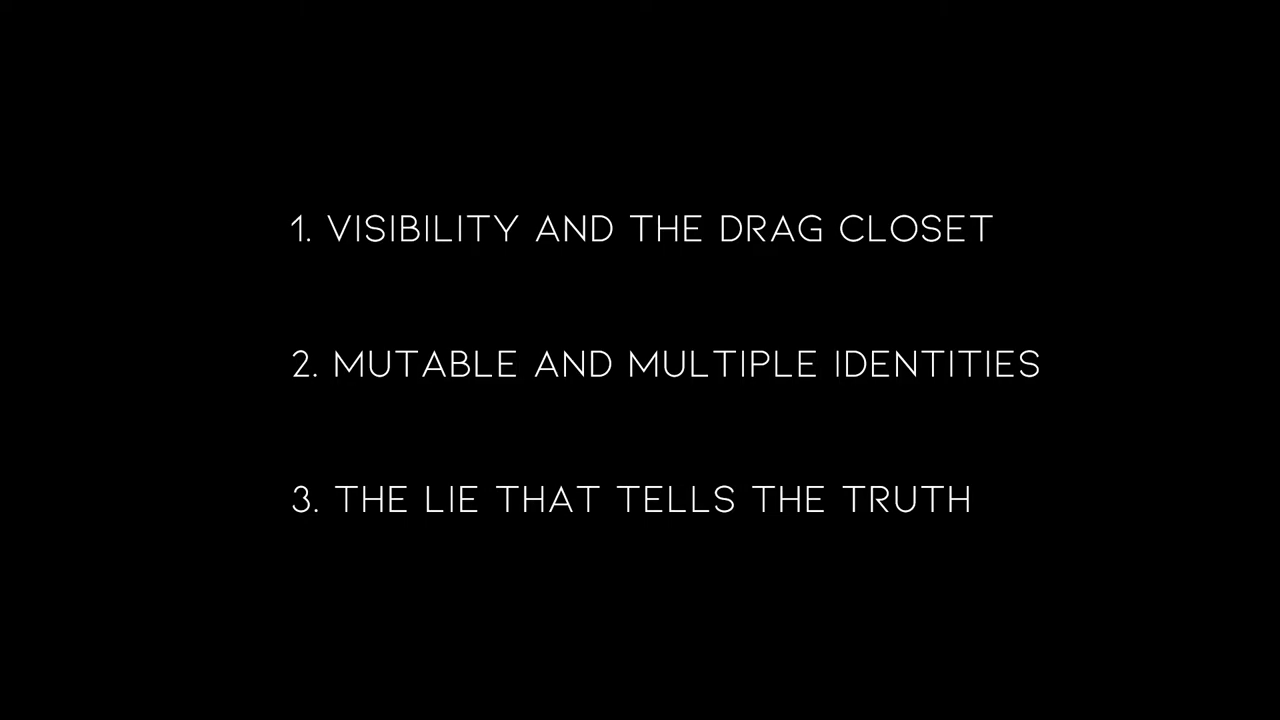 1. VISIBILITY AND THE DRAG CLOSET
2. MUTABLE AND MULTIPLE IDENTITIES
3. THE LIE THAT TELLS THE TRUTH